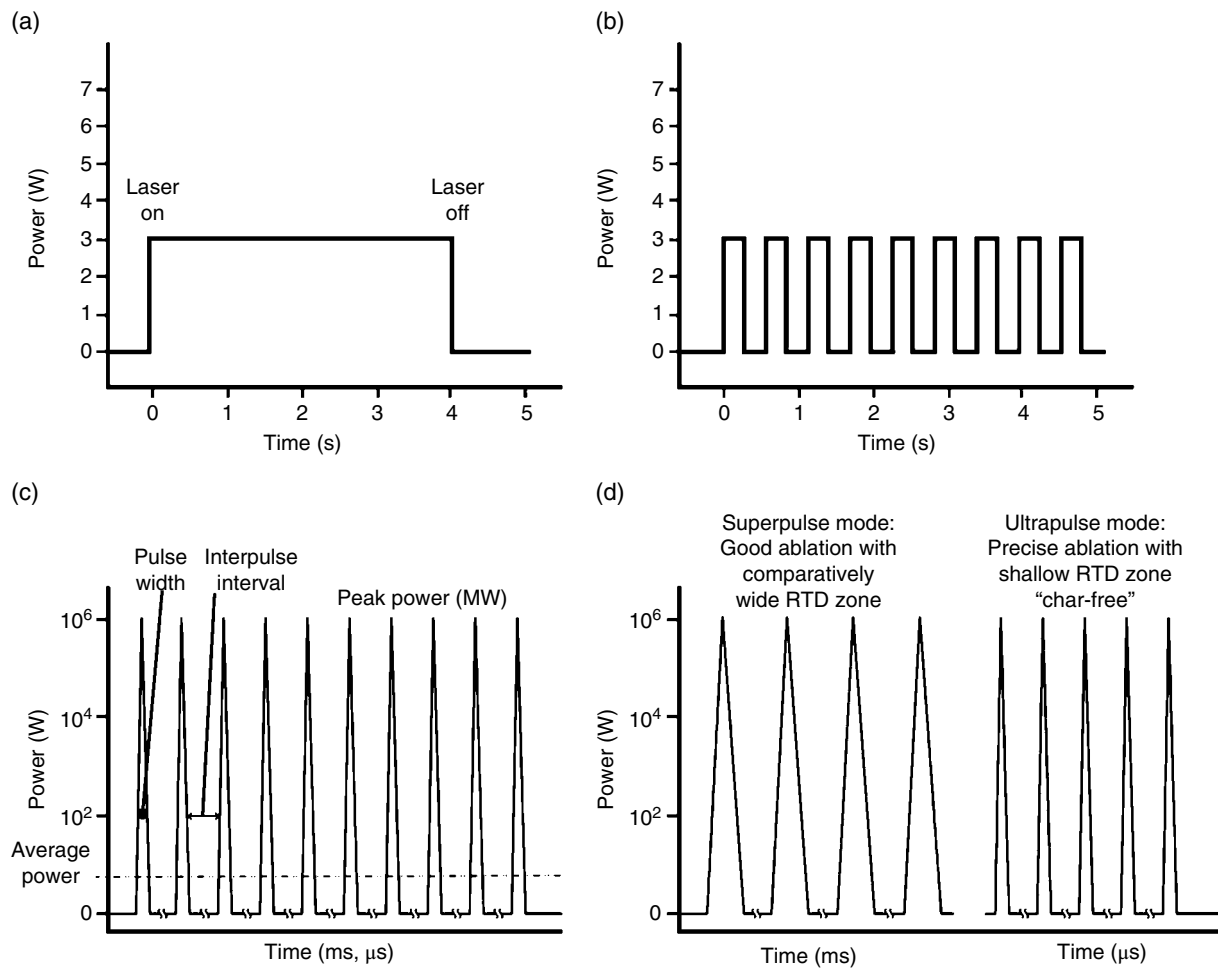 (a)
Power (W)
7
6
5
4
3
2
1
0
Laser
on
Laser
off
0 1 2 3 4 5
Time (s)
(b)
Power (W)
7
6
5
4
3
2
1
0
0 1 2 3 4 5
Time (s)
(c)
Pulse
width
Interpulse
interval
Peak power (MW)
Power (W)
10⁶
10⁴
10²
Average
power
0
Time (ms, μs)
(d)
Superpulse mode:
Good ablation with
comparatively
wide RTD zone
Ultrapulse mode:
Precise ablation with
shallow RTD zone
“char-free”
Power (W)
10⁶
10⁴
10²
0
Time (ms)
Time (μs)